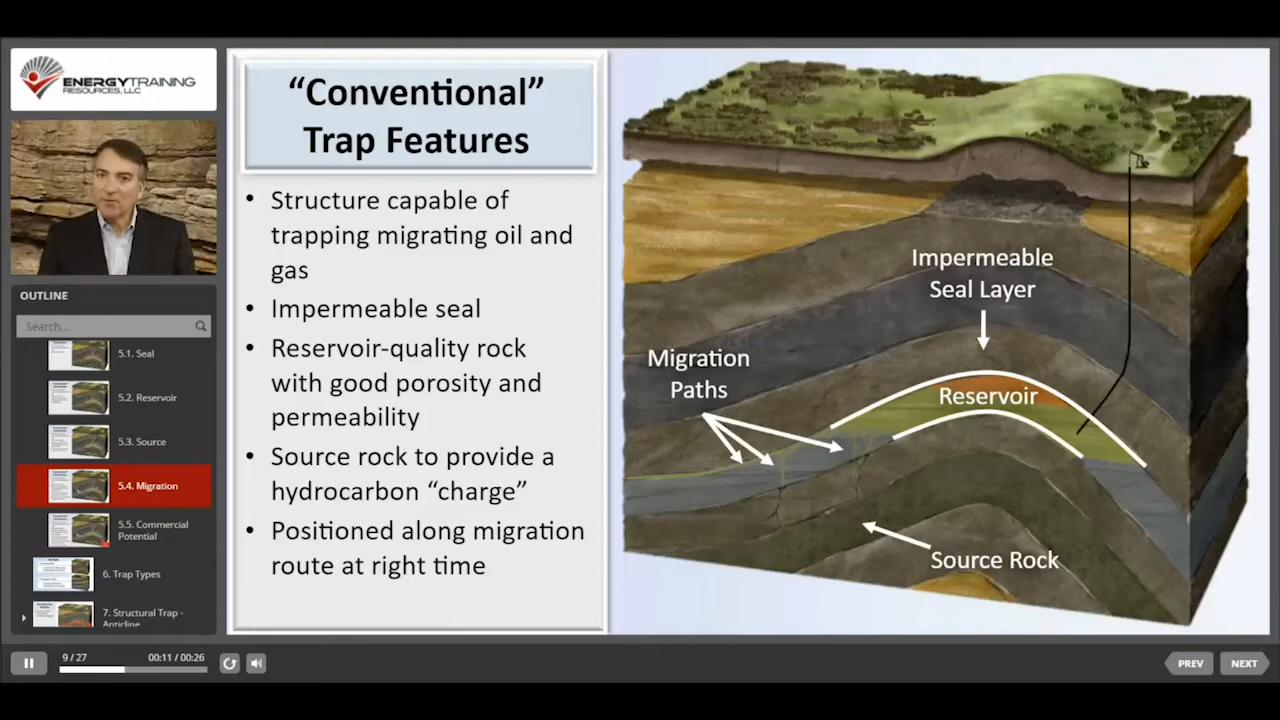 ENERGYTRAINING
RESOURCES, LLC
OUTLINE
Search...
5.1. Seal
5.2. Reservoir
5.3. Source
5.4. Migration
5.5. Commercial
Potential
6. Trap Types
7. Structural Trap -
Anticline
“Conventional”
Trap Features
• Structure capable of
trapping migrating oil and
gas
• Impermeable seal
• Reservoir-quality rock
with good porosity and
permeability
• Source rock to provide a
hydrocarbon “charge”
• Positioned along migration
route at right time
Impermeable
Seal Layer
Migration
Paths
Reservoir
Source Rock
9 / 27
00:11 / 00:26
PREV
NEXT